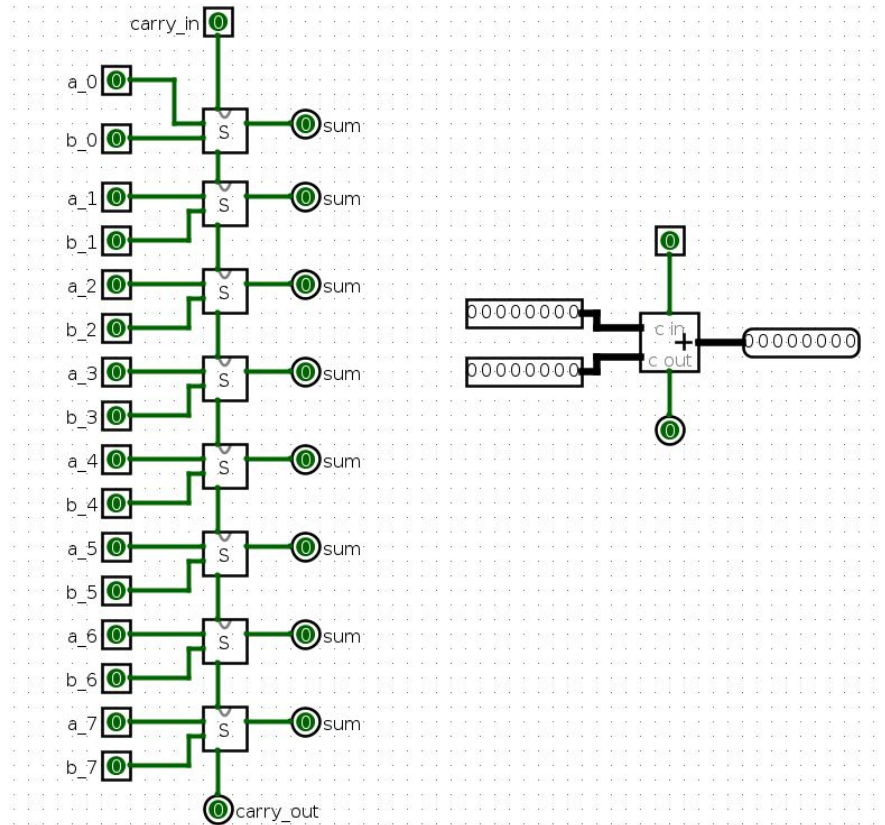 carry_in 0
a_0 0
b_0 0
S
0 sum
a_1 0
b_1 0
S
0 sum
a_2 0
b_2 0
S
0 sum
a_3 0
b_3 0
S
0 sum
a_4 0
b_4 0
S
0 sum
a_5 0
b_5 0
S
0 sum
a_6 0
b_6 0
S
0 sum
a_7 0
b_7 0
S
0 sum
0 carry_out
0
00000000
00000000
c in
+
c out
00000000
0